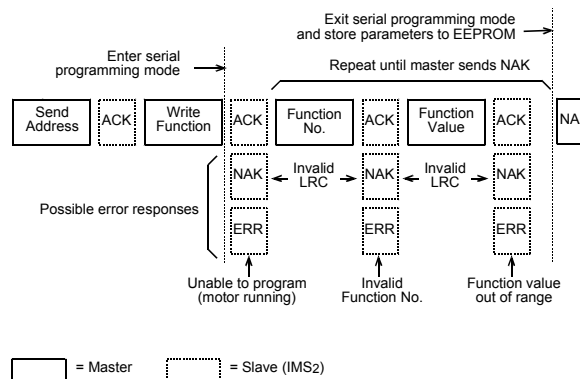 Exit serial programming mode
and store parameters to EEPROM
Enter serial
programming mode
Repeat until master sends NAK
Send
Address
ACK
Write
Function
ACK
Function
No.
ACK
Function
Value
ACK
NA
NAK
Invalid
LRC
NAK
Invalid
LRC
NAK
Possible error responses
ERR
ERR
ERR
Unable to program
(motor running)
Invalid
Function No.
Function value
out of range
= Master
= Slave (IMS2)